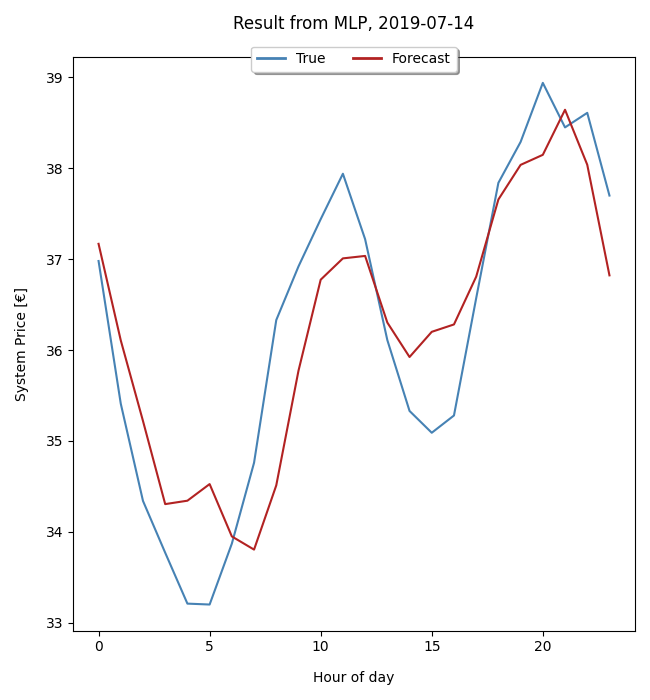 Result from MLP, 2019-07-14
True Forecast
39
38
37
36
35
34
33
System Price [€]
0 5 10 15 20
Hour of day